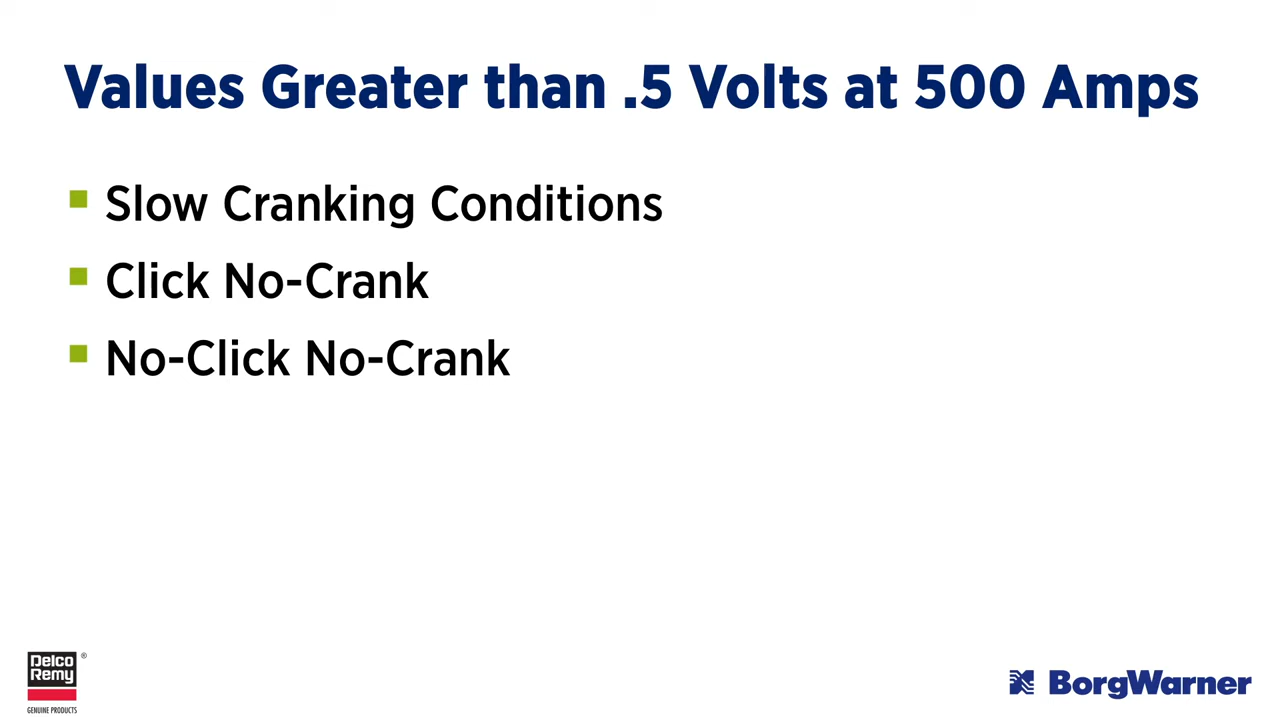 Values Greater than .5 Volts at 500 Amps
Slow Cranking Conditions
Click No-Crank
No-Click No-Crank
Delco
Remy
®
GENUINE PRODUCTS
BorgWarner